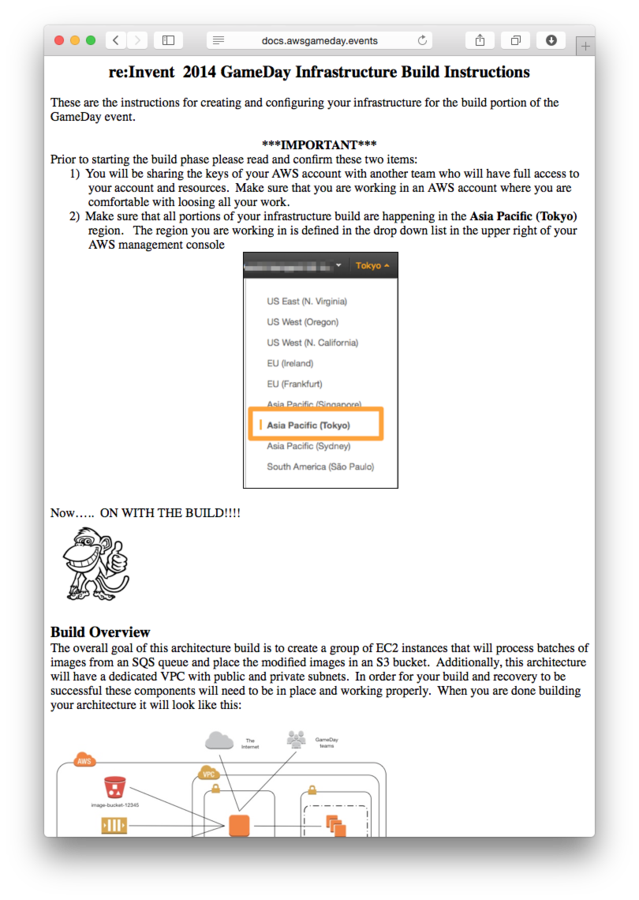 docs.awsgameday.events
re:Invent  2014 GameDay Infrastructure Build Instructions
These are the instructions for creating and configuring your infrastructure for the build portion of the
GameDay event.
***IMPORTANT***
Prior to starting the build phase please read and confirm these two items:
1) You will be sharing the keys of your AWS account with another team who will have full access to
your account and resources.  Make sure that you are working in an AWS account where you are
comfortable with loosing all your work.
2) Make sure that all portions of your infrastructure build are happening in the Asia Pacific (Tokyo)
region.   The region you are working in is defined in the drop down list in the upper right of your
AWS management console
Tokyo
US East (N. Virginia)
US West (Oregon)
US West (N. California)
EU (Ireland)
EU (Frankfurt)
Asia Pacific (Singapore)
Asia Pacific (Tokyo)
Asia Pacific (Sydney)
South America (São Paulo)
Now….. ON WITH THE BUILD!!!!
Build Overview
The overall goal of this architecture build is to create a group of EC2 instances that will process batches of
images from an SQS queue and place the modified images in an S3 bucket.  Additionally, this architecture
will have a dedicated VPC with public and private subnets.  In order for your build and recovery to be
successful these components will need to be in place and working properly.  When you are done building
your architecture it will look like this:
The
Internet
GameDay
teams
AWS
VPC
image-bucket-12345